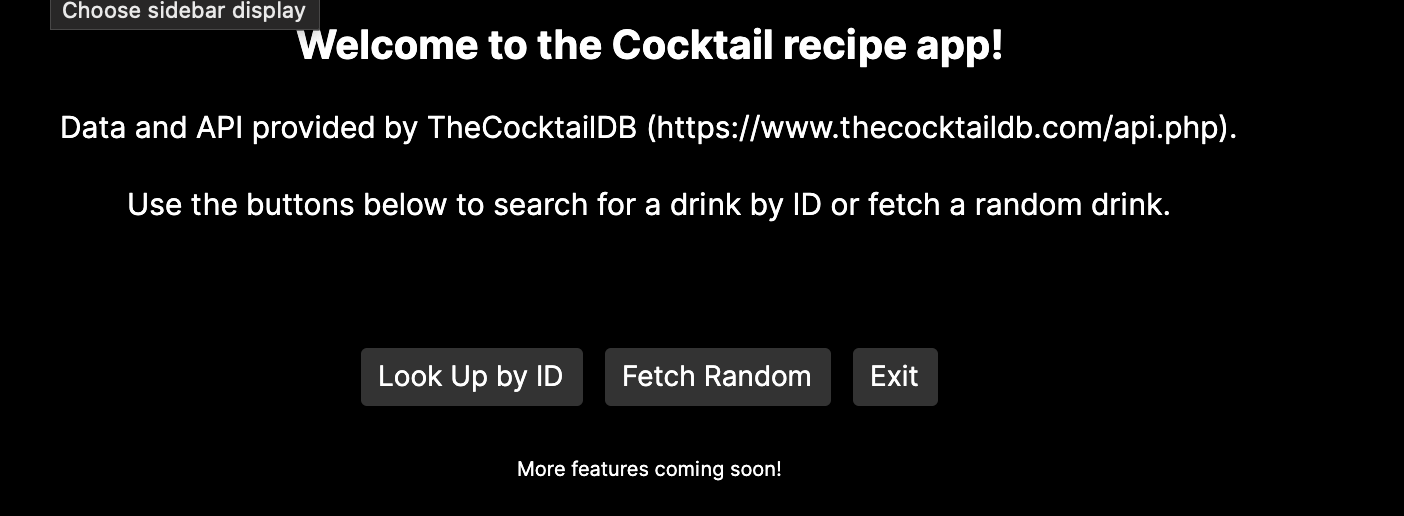 Choose sidebar display
Welcome to the Cocktail recipe app!
Data and API provided by TheCocktailDB (https://www.thecocktaildb.com/api.php).
Use the buttons below to search for a drink by ID or fetch a random drink.
Look Up by ID Fetch Random Exit
More features coming soon!